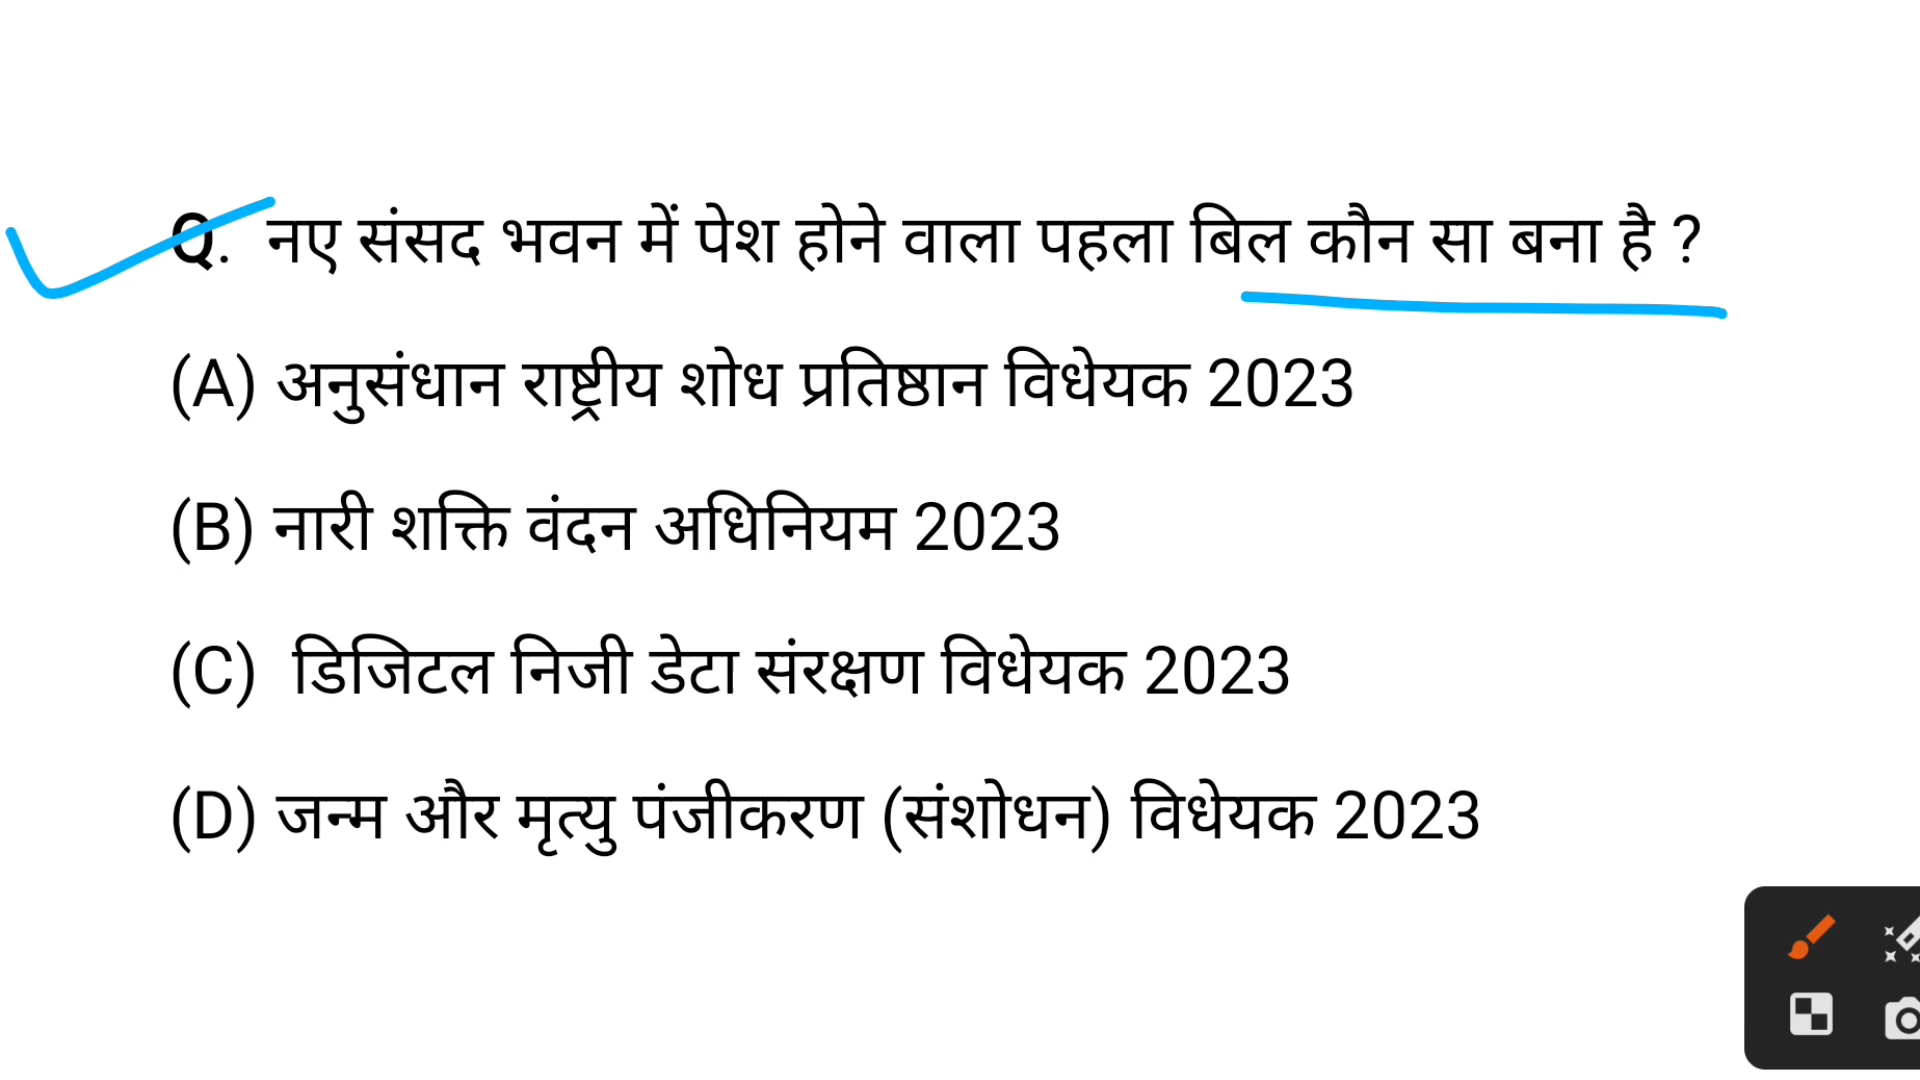 Q. नए संसद भवन में पेश होने वाला पहला बिल कौन सा बना है ?
(A) अनुसंधान राष्ट्रीय शोध प्रतिष्ठान विधेयक 2023
(B) नारी शक्ति वंदन अधिनियम 2023
(C) डिजिटल निजी डेटा संरक्षण विधेयक 2023
(D) जन्म और मृत्यु पंजीकरण (संशोधन) विधेयक 2023